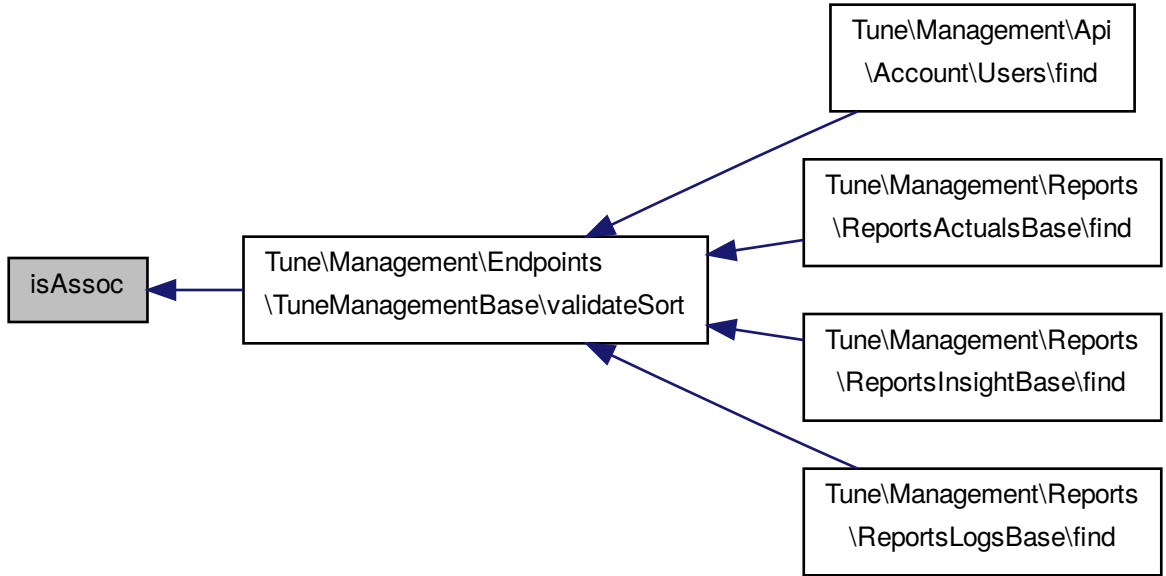 Tune\Management\Api
\Account\Users\find
Tune\Management\Reports
\ReportsActualsBase\find
isAssoc
Tune\Management\Endpoints
\TuneManagementBase\validateSort
Tune\Management\Reports
\ReportsInsightBase\find
Tune\Management\Reports
\ReportsLogsBase\find